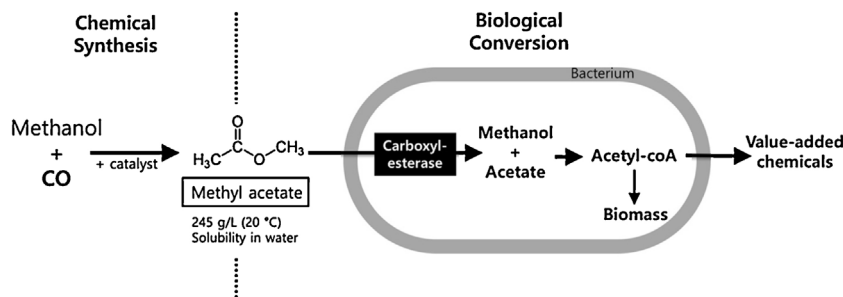 Chemical
Synthesis
Biological
Conversion
Bacterium
Methanol
+
CO
+ catalyst
O
H₃C
O
CH₃
Methyl acetate
245 g/L (20 °C)
Solubility in water
Carboxyl-
esterase
Methanol
+
Acetate
Acetyl-coA
Biomass
Value-added
chemicals